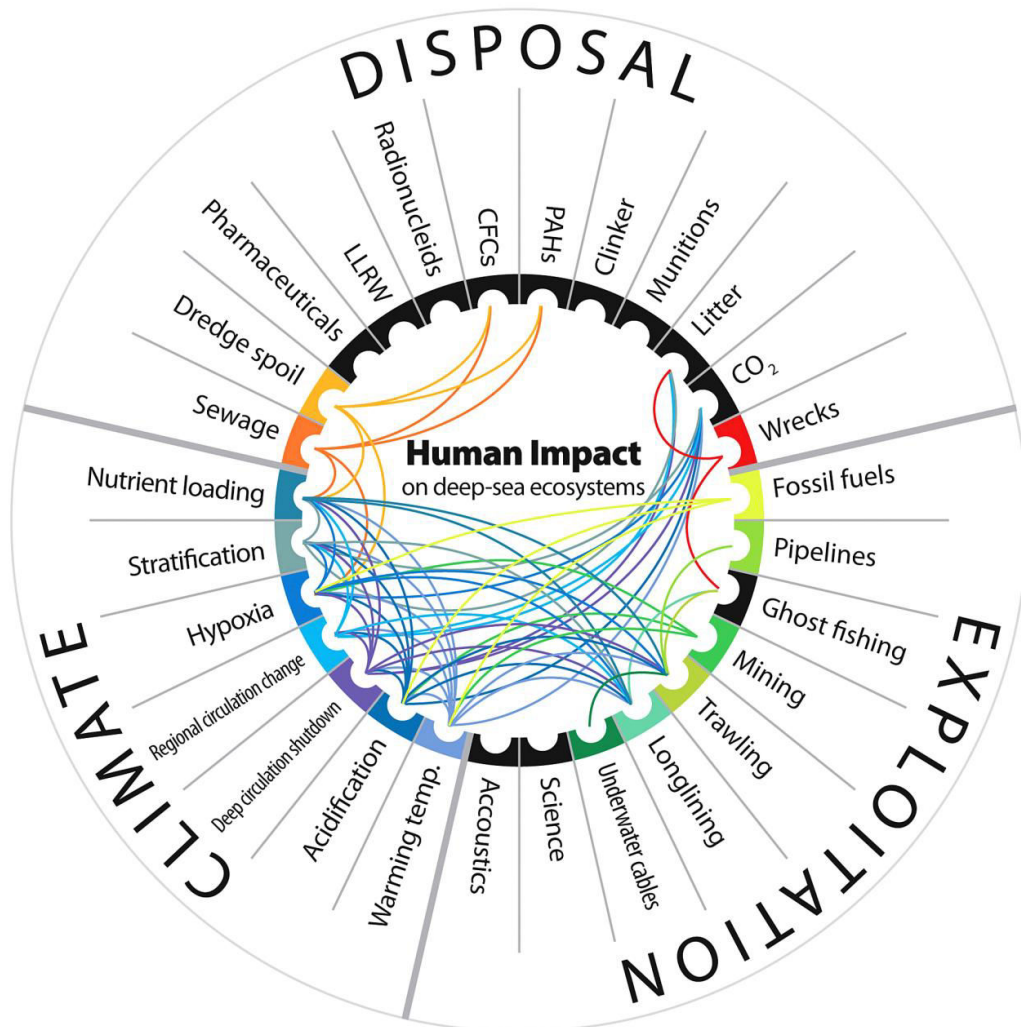 DISPOSAL
Sewage
Dredge spoil
Pharmaceuticals
LLRW
Radionucleids
CFCs
PAHs
Clinker
Munitions
Litter
CO₂
Wrecks
Human Impact
on deep-sea ecosystems
EXPLOITATION
Fossil fuels
Pipelines
Ghost fishing
Mining
Trawling
Longlining
Underwater cables
Science
Accoustics
CLIMATE
Nutrient loading
Stratification
Hypoxia
Regional circulation change
Deep circulation shutdown
Acidification
Warming temp.